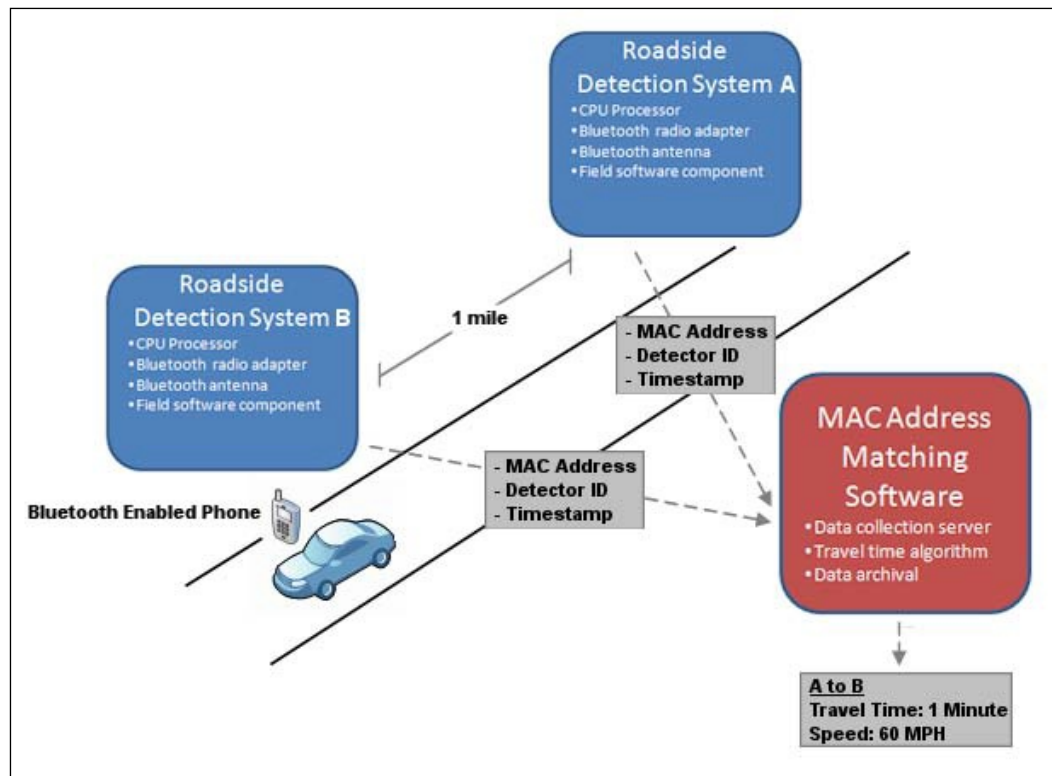 Roadside
Detection System A
•CPU Processor
•Bluetooth radio adapter
•Bluetooth antenna
•Field software component
Roadside
Detection System B
•CPU Processor
•Bluetooth radio adapter
•Bluetooth antenna
•Field software component
1 mile
- MAC Address
- Detector ID
- Timestamp
- MAC Address
- Detector ID
- Timestamp
Bluetooth Enabled Phone
MAC Address
Matching
Software
•Data collection server
•Travel time algorithm
•Data archival
A to B
Travel Time: 1 Minute
Speed: 60 MPH